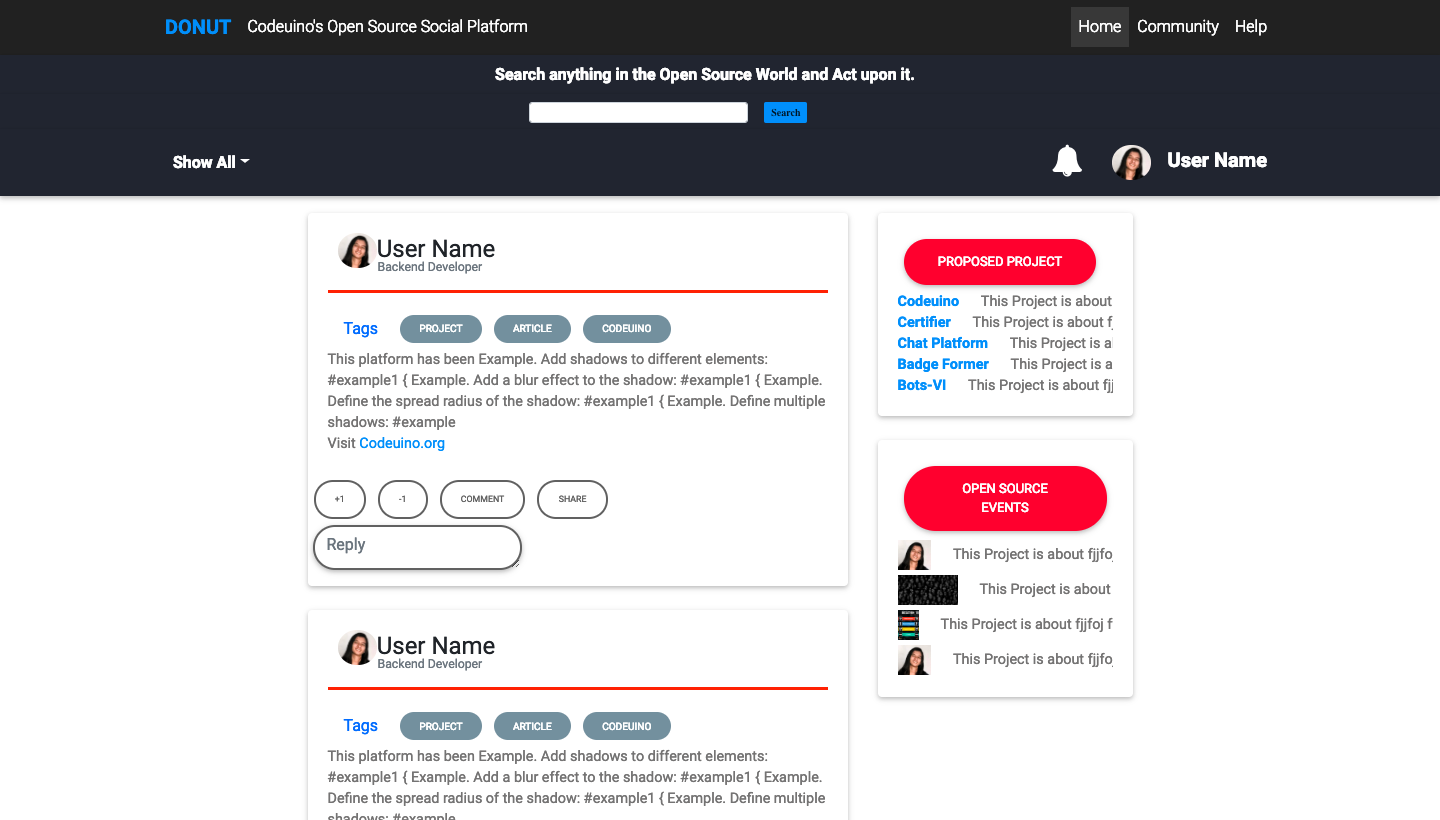 DONUT Codeuino's Open Source Social Platform Home Community Help
Search anything in the Open Source World and Act upon it.
Search
Show All User Name
User Name
Backend Developer
Tags PROJECT ARTICLE CODEUINO
This platform has been Example. Add shadows to different elements:
#example1 { Example. Add a blur effect to the shadow: #example1 { Example.
Define the spread radius of the shadow: #example1 { Example. Define multiple
shadows: #example
Visit Codeuino.org
+1 -1 COMMENT SHARE
Reply
User Name
Backend Developer
Tags PROJECT ARTICLE CODEUINO
This platform has been Example. Add shadows to different elements:
#example1 { Example. Add a blur effect to the shadow: #example1 { Example.
Define the spread radius of the shadow: #example1 { Example. Define multiple
shadows: #example
PROPOSED PROJECT
Codeuino This Project is about
Certifier This Project is about f
Chat Platform This Project is a
Badge Former This Project is a
Bots-VI This Project is about fjj
OPEN SOURCE
EVENTS
This Project is about fjjfo
This Project is about
This Project is about fjjfoj f
This Project is about fjjfo